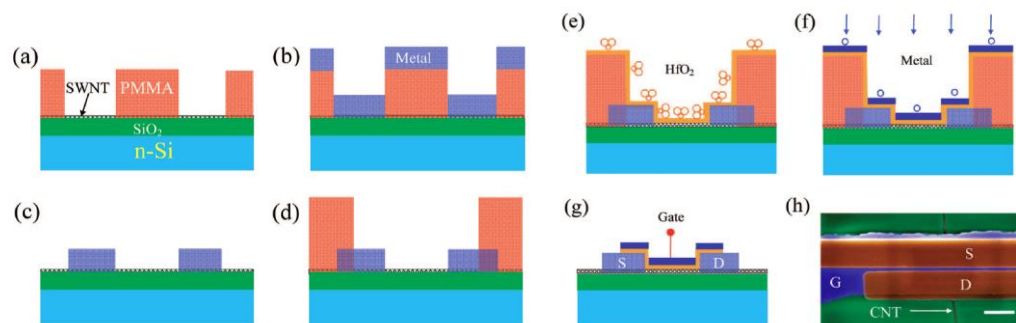 (a)
SWNT
PMMA
SiO₂
n-Si
(b)
Metal
(c)
(d)
(e)
HfO₂
(f)
Metal
(g)
Gate
S
D
(h)
S
G
D
CNT